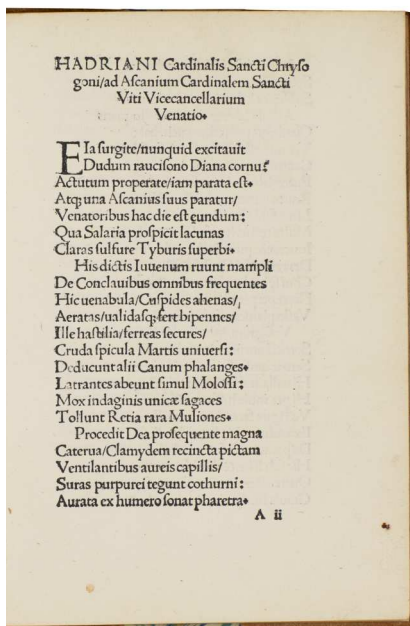 HADRIANI Cardinalis Sancti Chryſo
goni/ad Aſcanium Cardinalem Sancti
Viti Vicecancellarium
Venatio.
EIa ſurgite/nunquid excitauit
Dudum rauciſono Diana cornu?
Actutum properate/iam parata eſt.
Atq; una Aſcanius ſuus paratur/
Venatoribus hac die eſt eundum:
Qua Salaria proſpicit lacunas
Claras ſulfure Tyburis ſuperbi.
His dictis Iuuenum ruunt manipli
De Conclauibus omnibus frequentes
Hic uenabula/Cuſpides ahenas/
Aeratas/ualidaſq; fert bipennes/
Ille haſtilia/ferreas ſecures/
Cruda ſpicula Martis uniuerſi:
Deducunt alii Canum phalanges.
Latrantes abeunt ſimul Moloſſi:
Mox indaginis unicæ ſagaces
Tollunt Retia rara Muliones.
Procedit Dea proſequente magna
Caterua/Clamydem recincta pictam
Ventilantibus aureis capillis/
Suras purpurei tegunt cothurni:
Aurata ex humero ſonat pharetra.
A ii